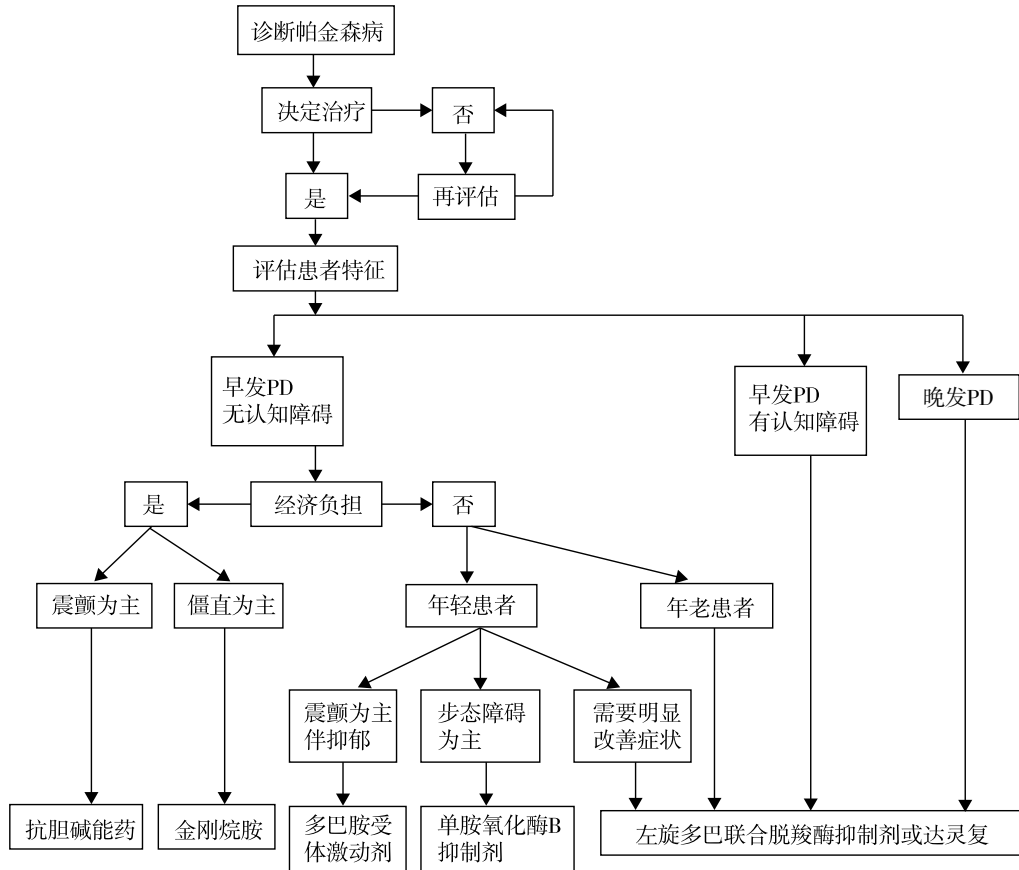 诊断帕金森病
决定治疗
否
是
再评估
评估患者特征
早发PD
无认知障碍
早发PD
有认知障碍
晚发PD
是
经济负担
否
震颤为主
僵直为主
年轻患者
年老患者
震颤为主
伴抑郁
步态障碍
为主
需要明显
改善症状
抗胆碱能药
金刚烷胺
多巴胺受
体激动剂
单胺氧化酶B
抑制剂
左旋多巴联合脱羧酶抑制剂或达灵复